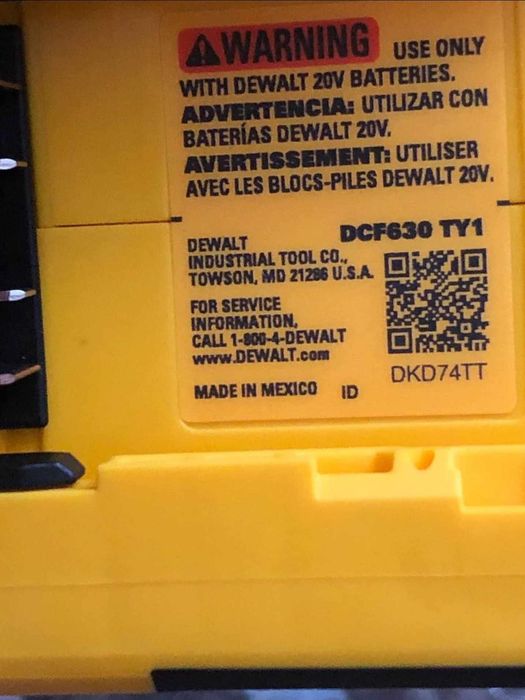 WARNING USE ONLY
WITH DEWALT 20V BATTERIES.
ADVERTENCIA: UTILIZAR CON
BATERÍAS DEWALT 20V.
AVERTISSEMENT: UTILISER
AVEC LES BLOCS-PILES DEWALT 20V.
DCF630 TY1
DEWALT
INDUSTRIAL TOOL CO.,
TOWSON, MD 21286 U.S.A.
FOR SERVICE
INFORMATION,
CALL 1-800-4-DEWALT
www.DEWALT.com
DKD74TT
MADE IN MEXICO ID